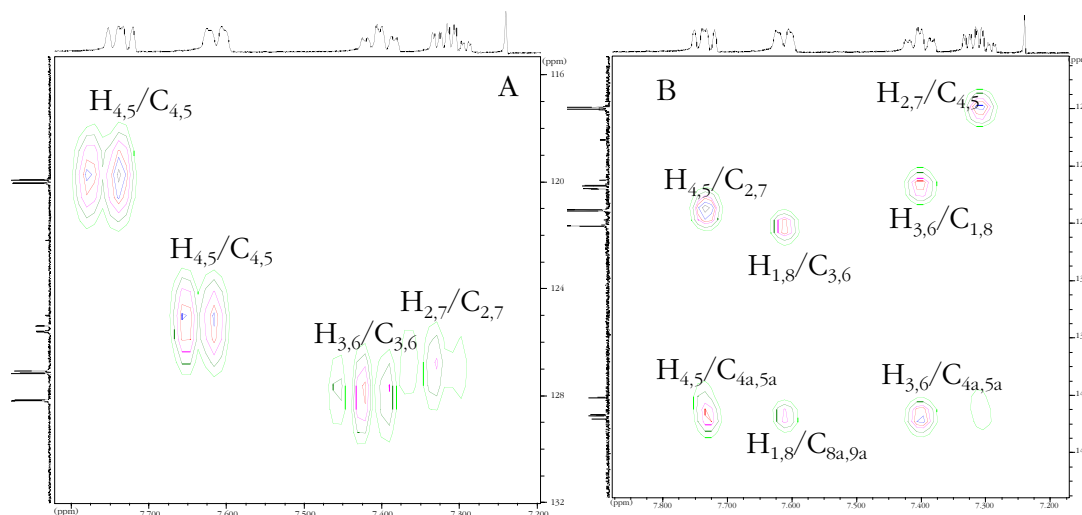 (ppm)
116
A
H4,5/C4,5
120
H4,5/C4,5
124
H2,7/C2,7
H3,6/C3,6
128
132
(ppm)
7.700
7.600
7.500
7.400
7.300
7.200
B
H2,7/C4,5
H4,5/C2,7
H3,6/C1,8
H1,8/C3,6
H4,5/C4a,5a
H3,6/C4a,5a
H1,8/C8a,9a
(ppm)
7.800
7.700
7.600
7.500
7.400
7.300
7.200